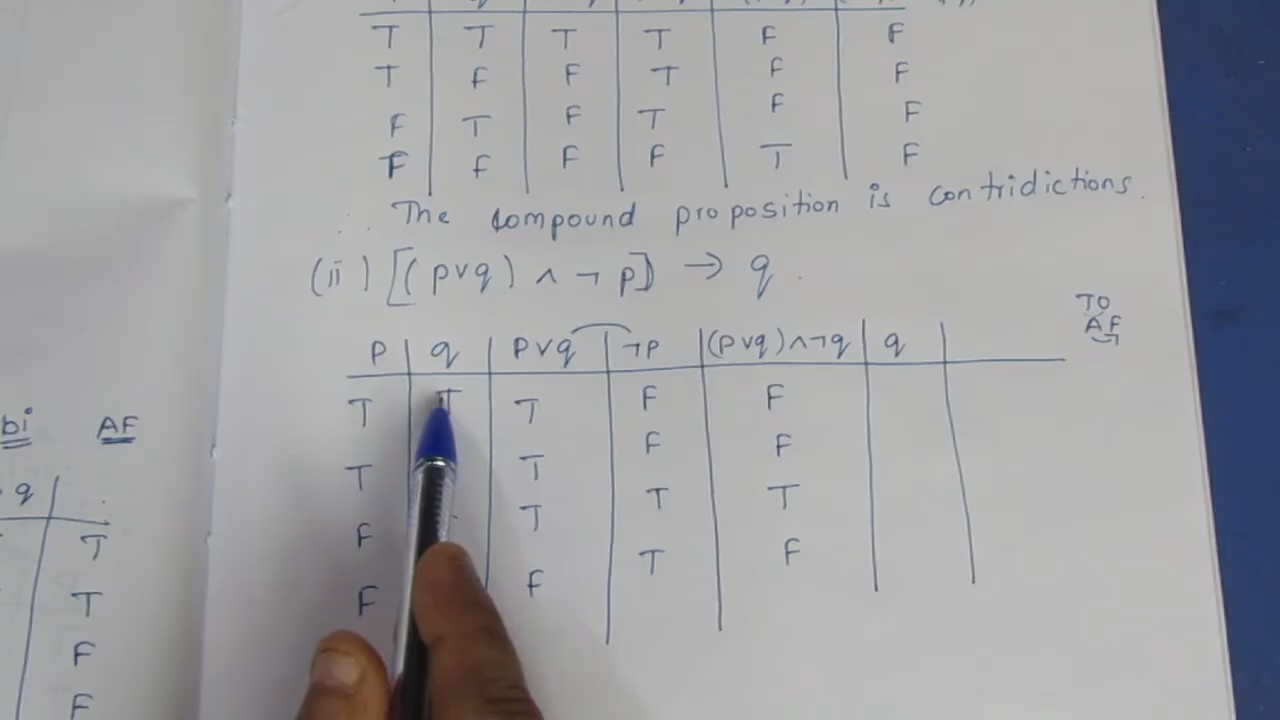 T T T T F F
T F F T F F
F T F T F F
F F F F T F
∴ The compound proposition is contridictions.
(ii) [(p∨q) ∧ ¬p] → q.
TO
AF
p q p∨q ¬p (p∨q)∧¬q q
T T T F F
T T F F
F T T T
F F T F
bi AF
q
T
T
F
F